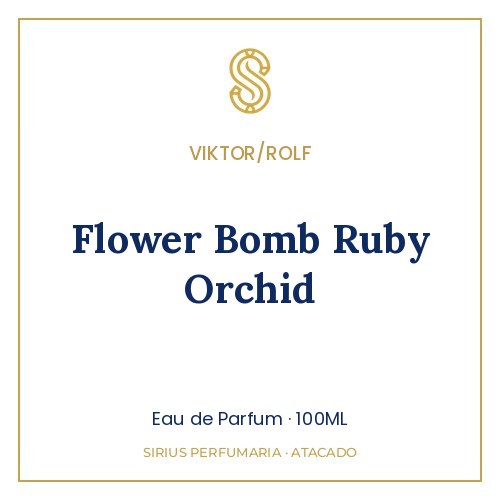 VIKTOR/ROLF
Flower Bomb Ruby
Orchid
Eau de Parfum · 100ML
SIRIUS PERFUMARIA · ATACADO